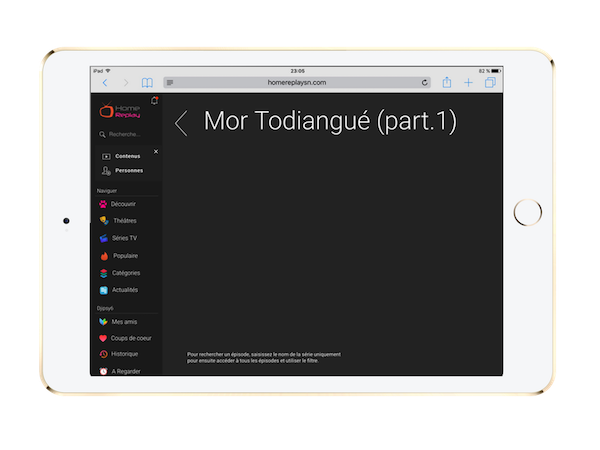 iPad
23:05
82 %
homereplaysn.com
Home
Replay
Recherche...
Contenus
Personnes
Naviguer
Découvrir
Théâtres
Séries TV
Populaire
Catégories
Actualités
Djipsy6
Mes amis
Coups de coeur
Historique
A Regarder
Mor Todiangué (part.1)
Pour rechercher un épisode, saisissez le nom de la série uniquement
pour ensuite accéder à tous les épisodes et utiliser le filtre.